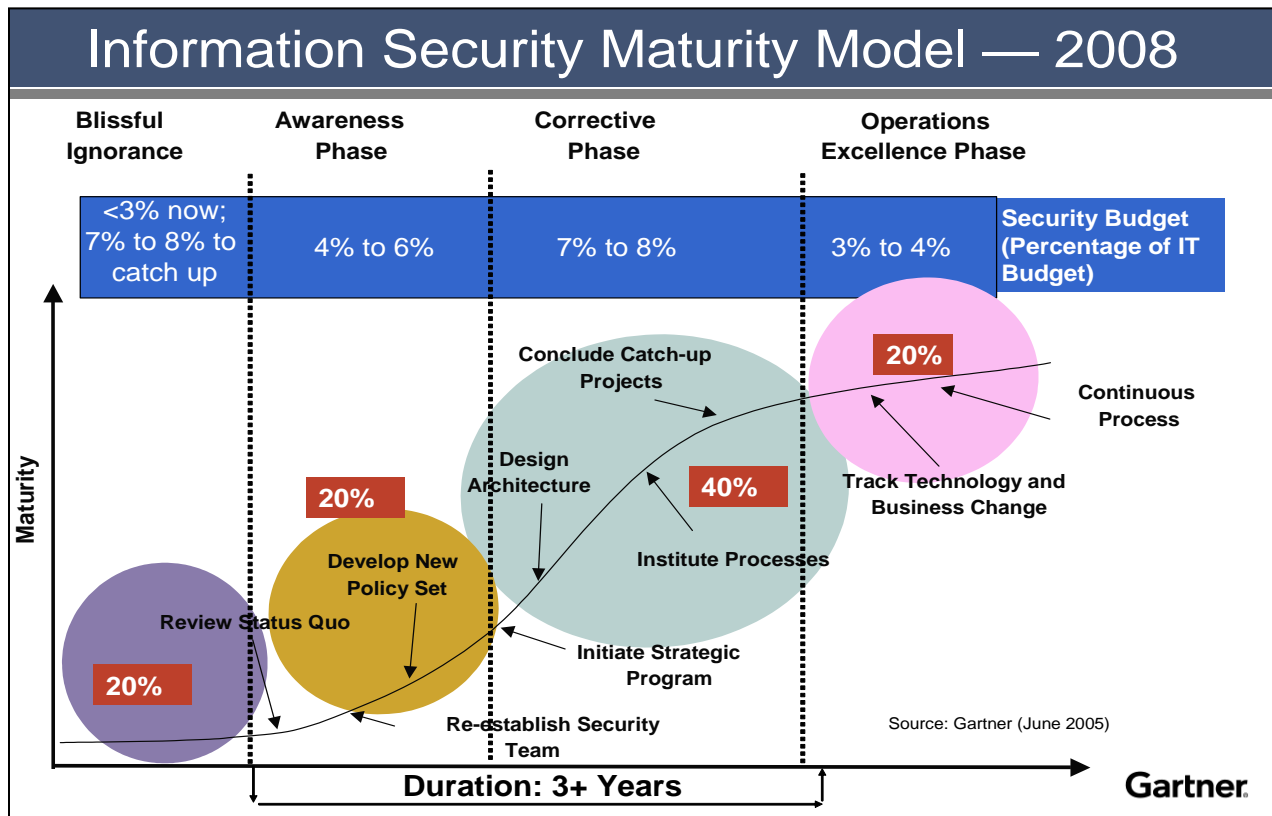 Information Security Maturity Model — 2008
Blissful
Ignorance
Awareness
Phase
Corrective
Phase
Operations
Excellence Phase
<3% now;
7% to 8% to
catch up
4% to 6%
7% to 8%
3% to 4%
Security Budget
(Percentage of IT
Budget)
Maturity
Conclude Catch-up
Projects
20%
Continuous
Process
Design
Architecture
20%
40%
Track Technology and
Business Change
Develop New
Policy Set
Institute Processes
Review Status Quo
20%
Initiate Strategic
Program
Re-establish Security
Team
Source: Gartner (June 2005)
Duration: 3+ Years
Gartner.